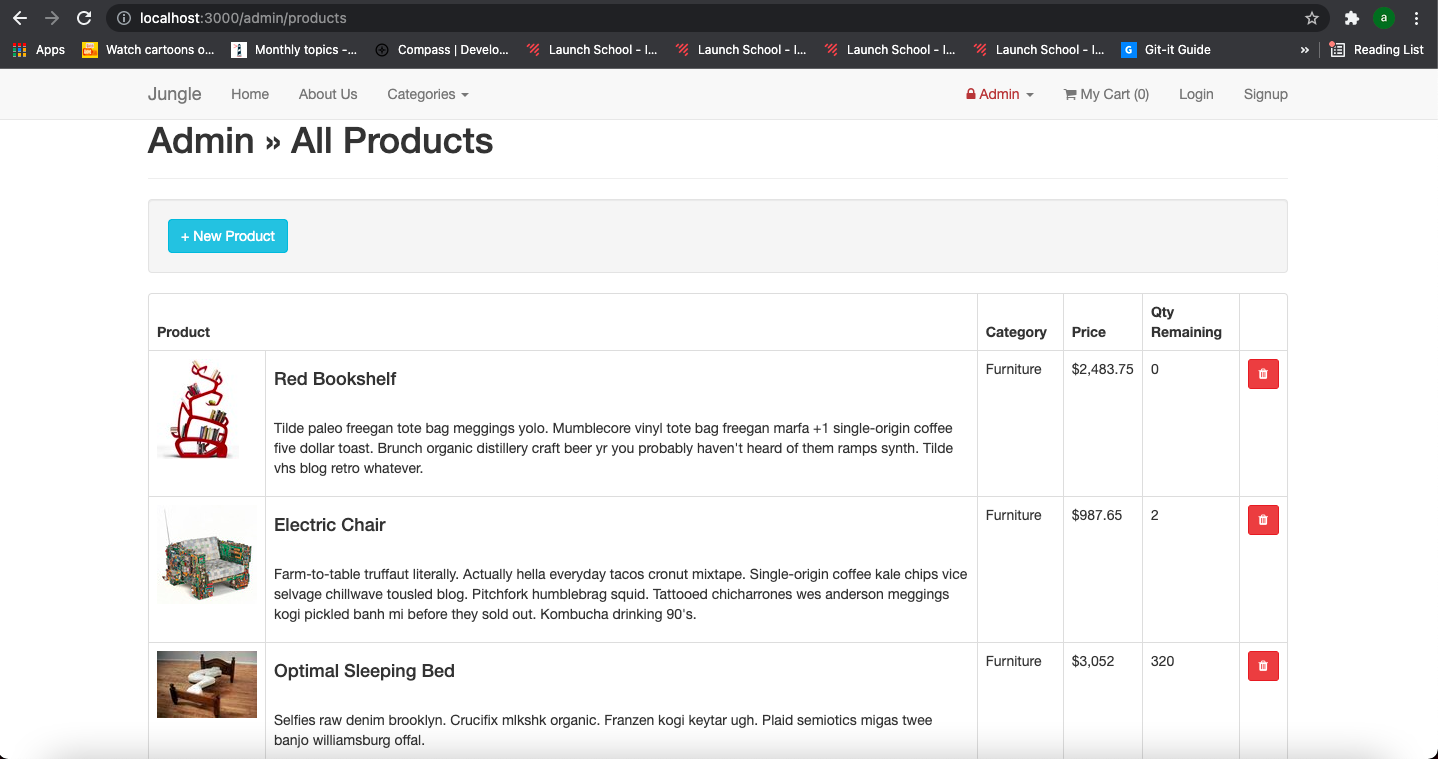 localhost:3000/admin/products
a
Apps
Watch cartoons o...
Monthly topics -...
Compass | Develo...
Launch School - I...
Launch School - I...
Launch School - I...
Launch School - I...
G
Git-it Guide
»
Reading List
Jungle
Home
About Us
Categories
Admin
My Cart (0)
Login
Signup
Admin » All Products
+ New Product
Product
Category
Price
Qty
Remaining
Red Bookshelf
Furniture
$2,483.75
0
Tilde paleo freegan tote bag meggings yolo. Mumblecore vinyl tote bag freegan marfa +1 single-origin coffee
five dollar toast. Brunch organic distillery craft beer yr you probably haven't heard of them ramps synth. Tilde
vhs blog retro whatever.
Electric Chair
Furniture
$987.65
2
Farm-to-table truffaut literally. Actually hella everyday tacos cronut mixtape. Single-origin coffee kale chips vice
selvage chillwave tousled blog. Pitchfork humblebrag squid. Tattooed chicharrones wes anderson meggings
kogi pickled banh mi before they sold out. Kombucha drinking 90's.
Optimal Sleeping Bed
Furniture
$3,052
320
Selfies raw denim brooklyn. Crucifix mlkshk organic. Franzen kogi keytar ugh. Plaid semiotics migas twee
banjo williamsburg offal.